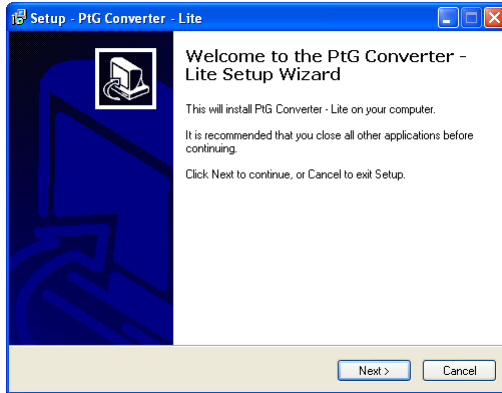 Setup - PtG Converter - Lite
Welcome to the PtG Converter -
Lite Setup Wizard
This will install PtG Converter - Lite on your computer.
It is recommended that you close all other applications before
continuing.
Click Next to continue, or Cancel to exit Setup.
Next >
Cancel